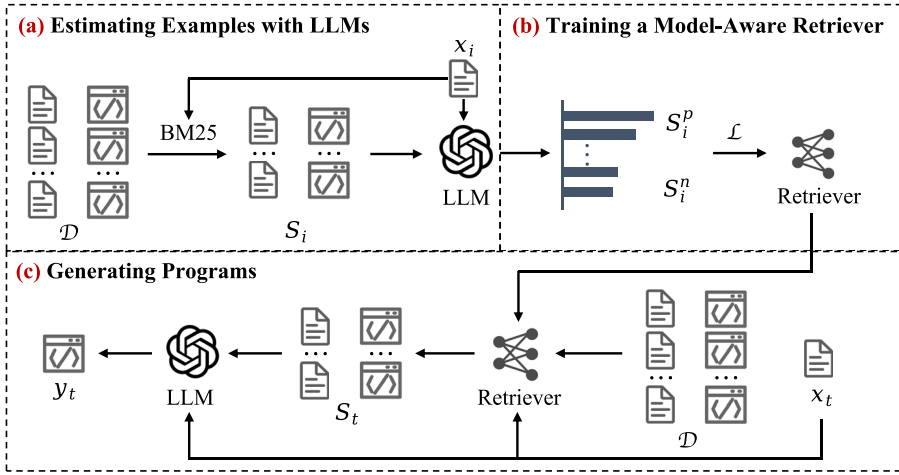 (a) Estimating Examples with LLMs
x_i
BM25
...
...
...
...
LLM
𝒟
S_i
(b) Training a Model-Aware Retriever
S_i^p
ℒ
S_i^n
Retriever
(c) Generating Programs
...
...
...
...
y_t
LLM
S_t
Retriever
𝒟
x_t